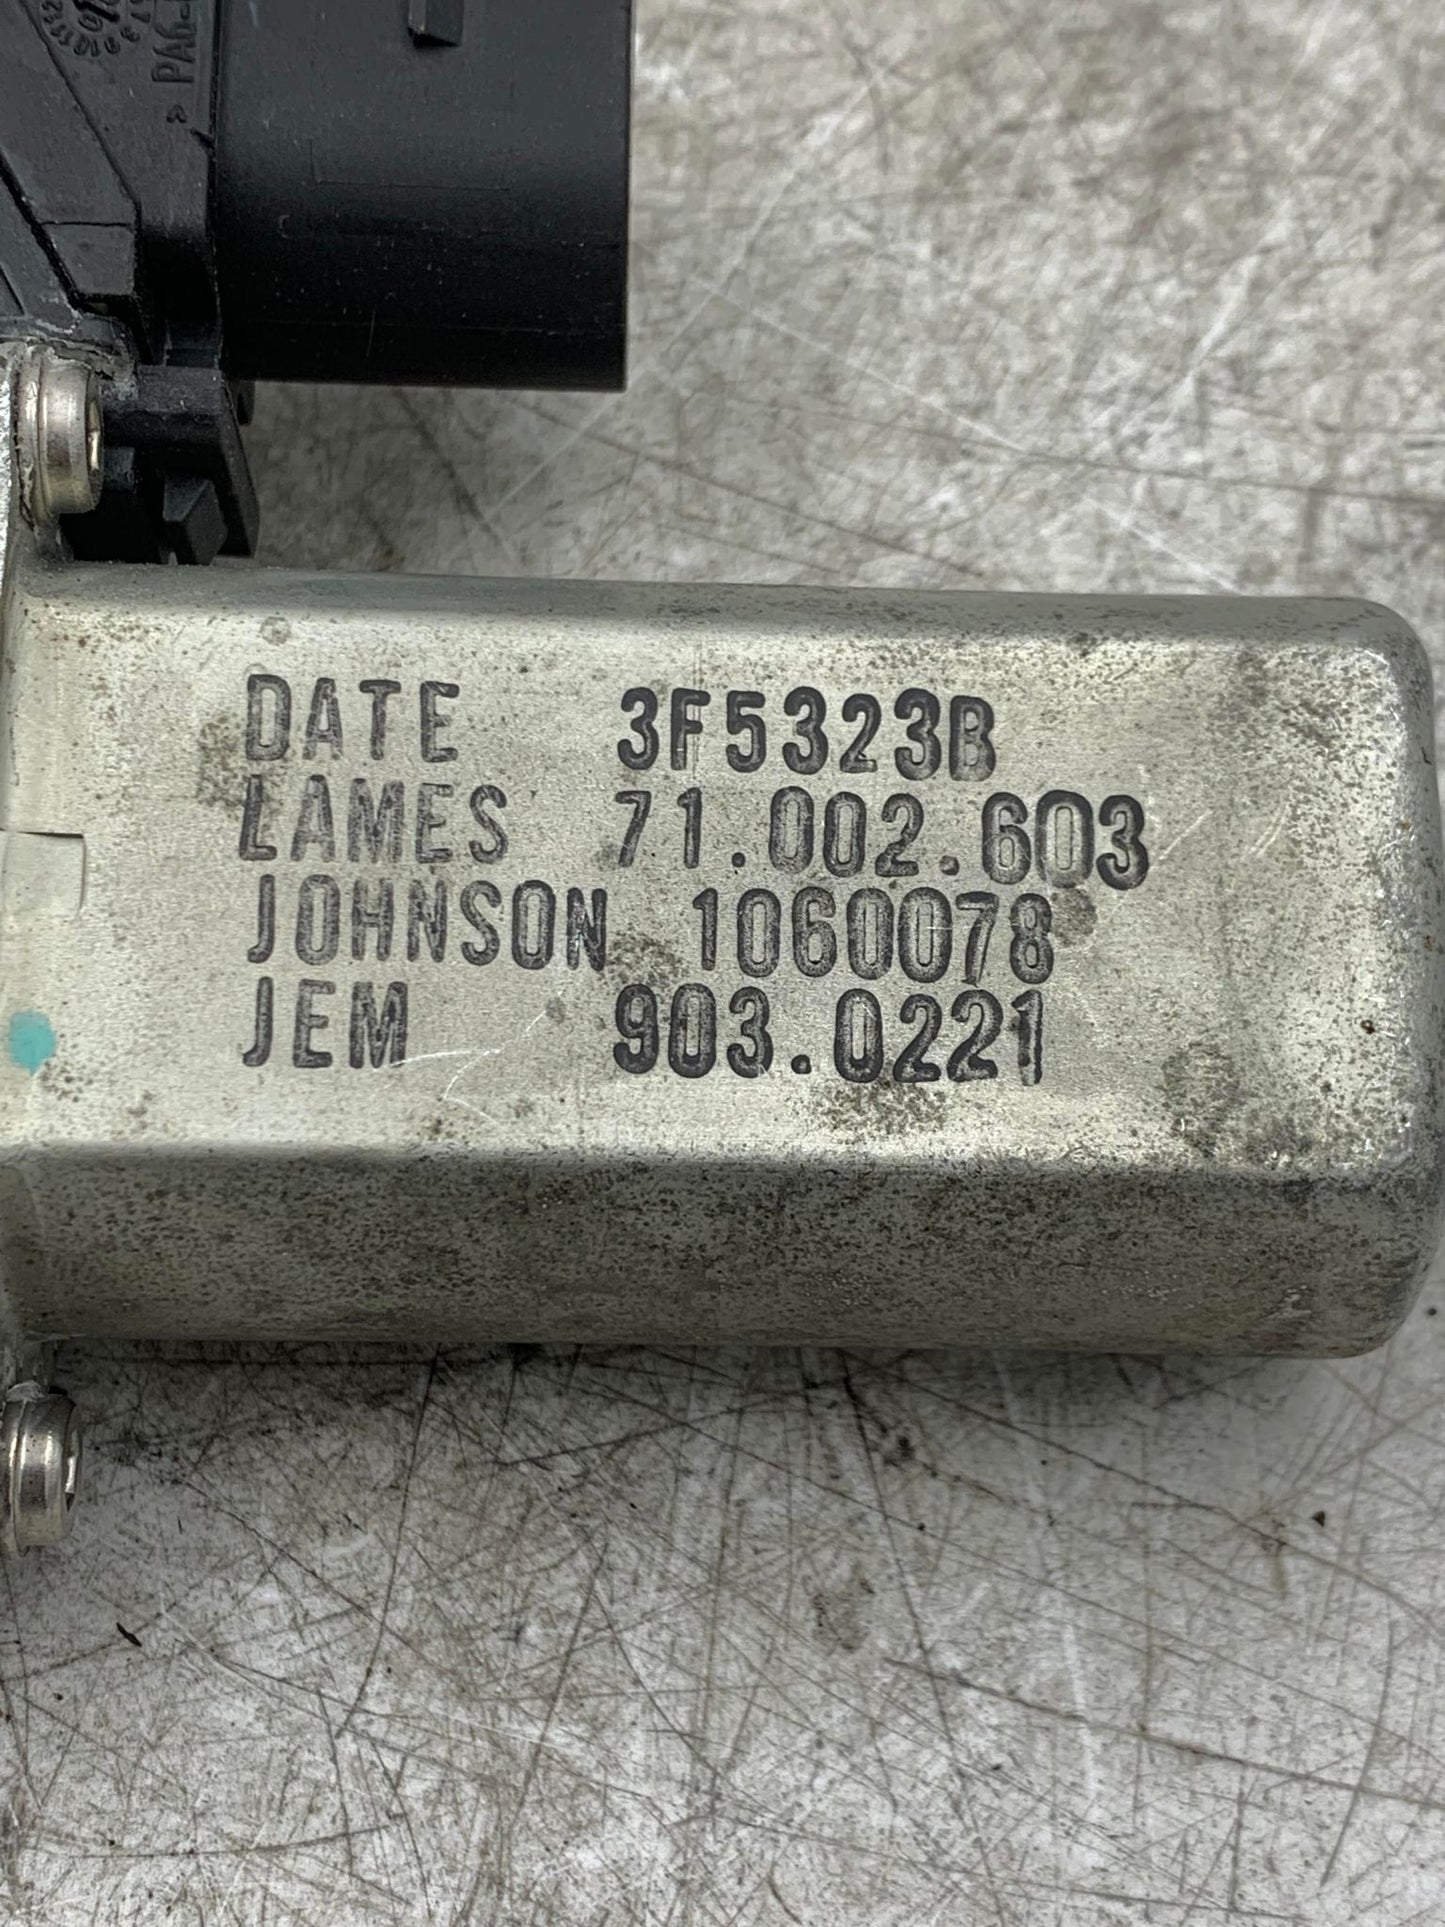 DATE 3F5323B
LAMES 71.002.603
JOHNSON 1060078
JEM 903.0221